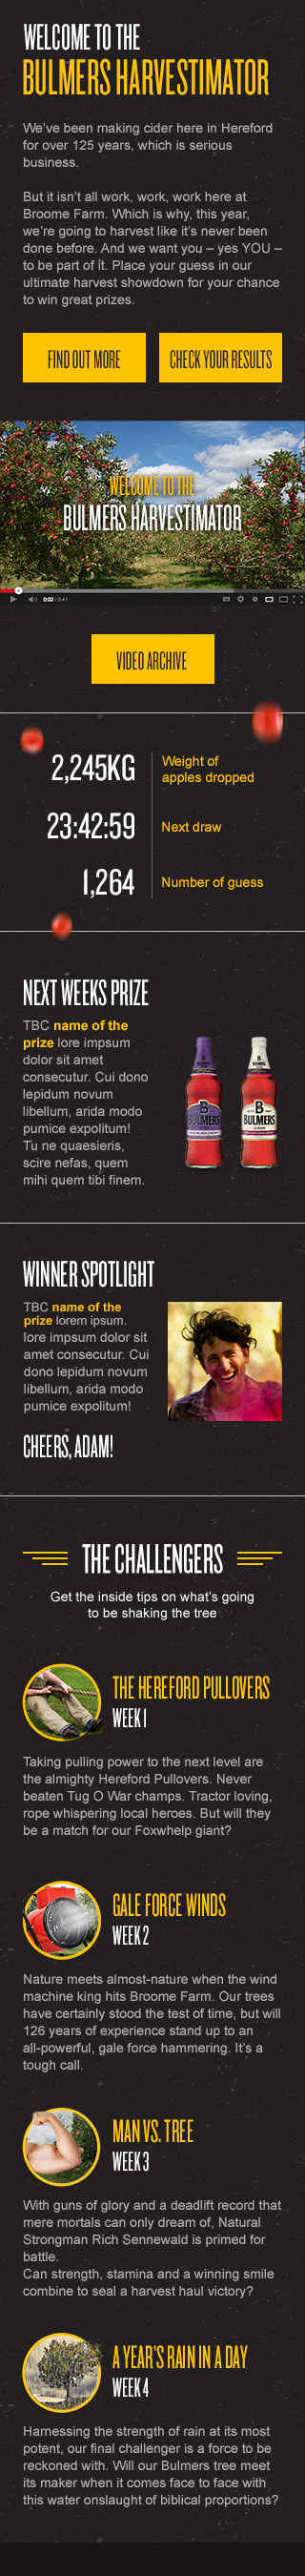 WELCOME TO THE
BULMERS HARVESTIMATOR
We've been making cider here in Hereford
for over 125 years, which is serious
business.
But it isn't all work, work, work here at
Broome Farm. Which is why, this year,
we're going to harvest like it's never been
done before. And we want you – yes YOU –
to be part of it. Place your guess in our
ultimate harvest showdown for your chance
to win great prizes.
FIND OUT MORE
CHECK YOUR RESULTS
WELCOME TO THE
BULMERS HARVESTIMATOR
0:02 / 0:41
VIDEO ARCHIVE
2,245KG
Weight of
apples dropped
23:42:59
Next draw
1,264
Number of guess
NEXT WEEKS PRIZE
TBC name of the
prize lore impsum
dolor sit amet
consecutur. Cui dono
lepidum novum
libellum, arida modo
pumice expolitum!
Tu ne quaesieris,
scire nefas, quem
mihi quem tibi finem.
B
BULMERS
B
BULMERS
WINNER SPOTLIGHT
TBC name of the
prize lorem ipsum.
lore impsum dolor sit
amet consecutur. Cui
dono lepidum novum
libellum, arida modo
pumice expolitum!
CHEERS, ADAM!
THE CHALLENGERS
Get the inside tips on what's going
to be shaking the tree
THE HEREFORD PULLOVERS
WEEK 1
Taking pulling power to the next level are
the almighty Hereford Pullovers. Never
beaten Tug O War champs. Tractor loving,
rope whispering local heroes. But will they
be a match for our Foxwhelp giant?
GALE FORCE WINDS
WEEK 2
Nature meets almost-nature when the wind
machine king hits Broome Farm. Our trees
have certainly stood the test of time, but will
126 years of experience stand up to an
all-powerful, gale force hammering. It's a
tough call.
MAN VS. TREE
WEEK 3
With guns of glory and a deadlift record that
mere mortals can only dream of, Natural
Strongman Rich Sennewald is primed for
battle.
Can strength, stamina and a winning smile
combine to seal a harvest haul victory?
A YEAR'S RAIN IN A DAY
WEEK 4
Harnessing the strength of rain at its most
potent, our final challenger is a force to be
reckoned with. Will our Bulmers tree meet
its maker when it comes face to face with
this water onslaught of biblical proportions?